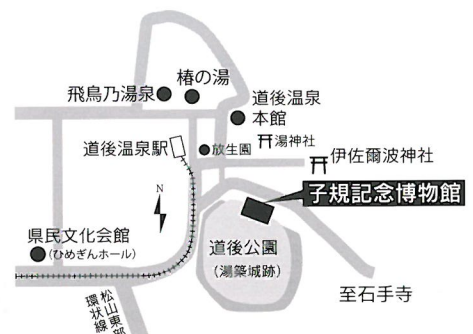 椿の湯
飛鳥乃湯泉
道後温泉
本館
道後温泉駅
放生園
湯神社
伊佐爾波神社
N
子規記念博物館
県民文化会館
(ひめぎんホール)
道後公園
(湯築城跡)
至石手寺
松山東部
環状線